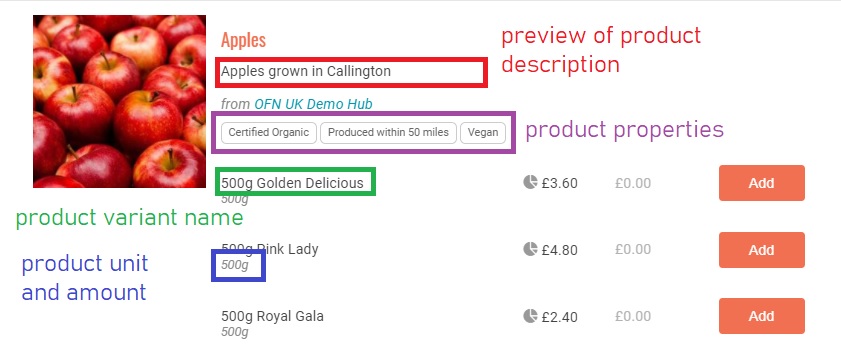 Apples
preview of product
description
Apples grown in Callington
from OFN UK Demo Hub
Certified Organic Produced within 50 miles Vegan
product properties
500g Golden Delicious £3.60 £0.00 Add
500g
product variant name
500g Pink Lady £4.80 £0.00 Add
500g
product unit
and amount
500g Royal Gala £2.40 £0.00 Add
500g